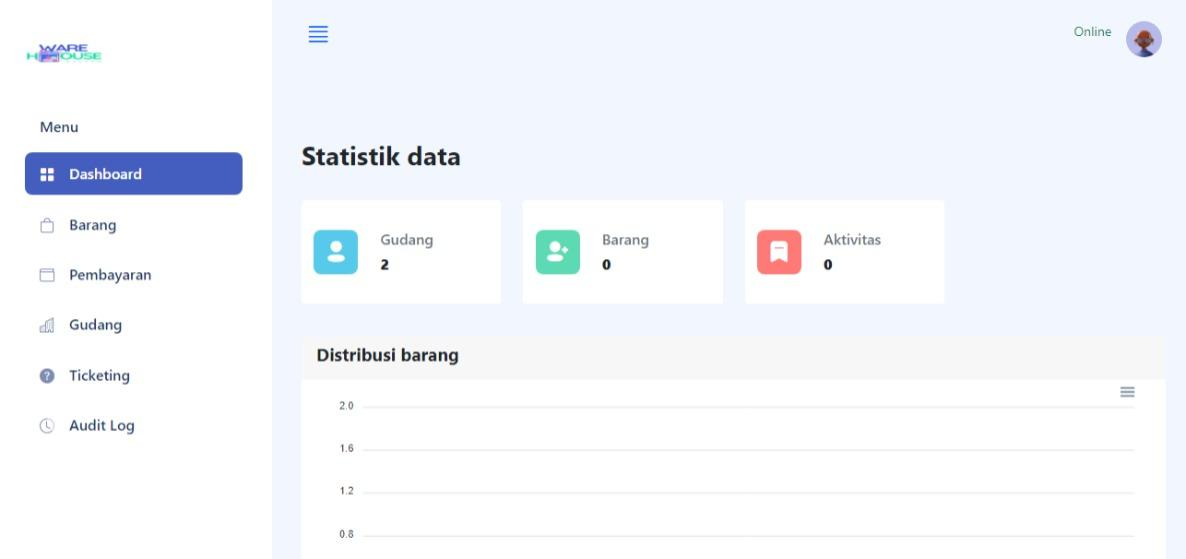 WARE
HOUSE
Online
Menu
Dashboard
Barang
Pembayaran
Gudang
Ticketing
Audit Log
Statistik data
Gudang
2
Barang
0
Aktivitas
0
Distribusi barang
2.0
1.6
1.2
0.8